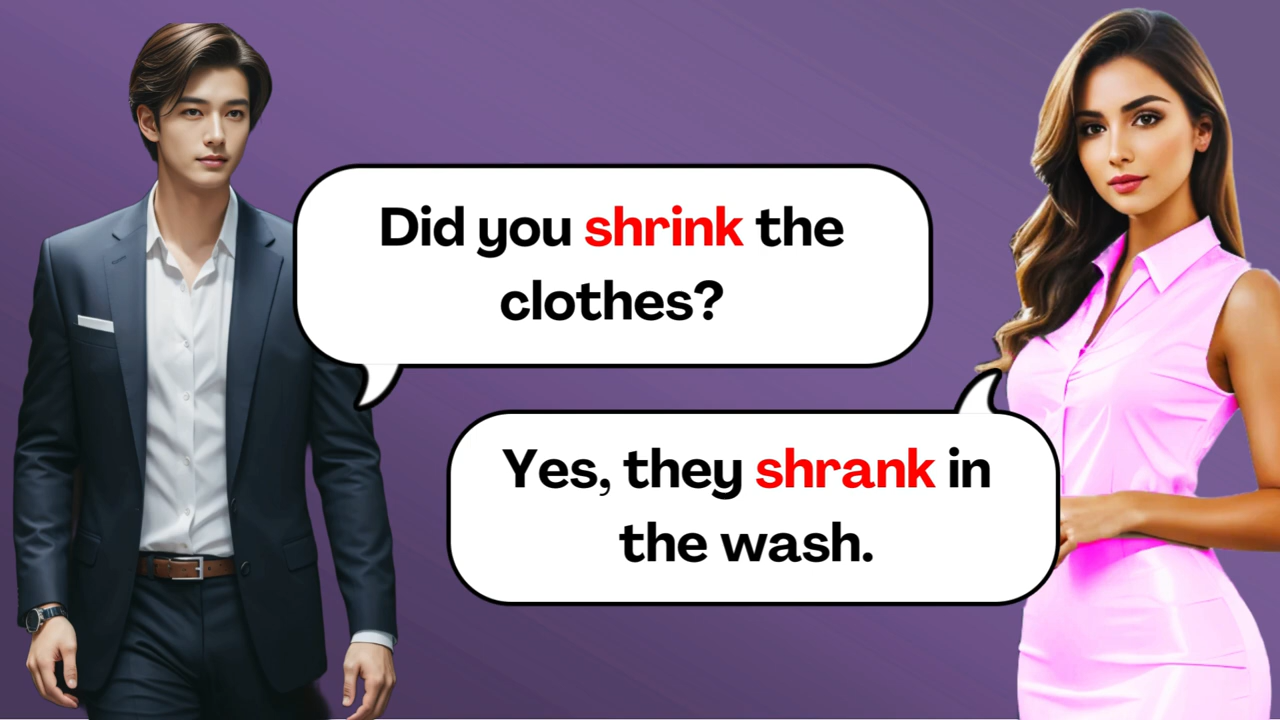 Did you shrink the
clothes?
Yes, they shrank in
the wash.